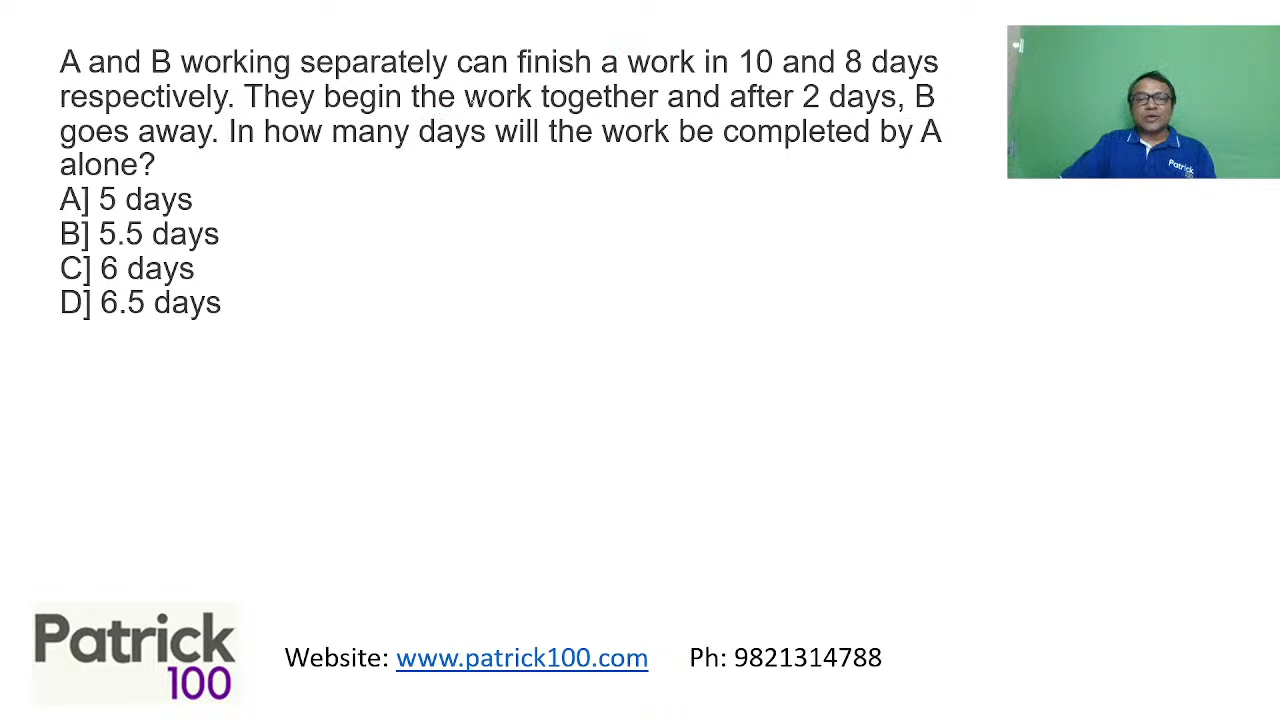 A and B working separately can finish a work in 10 and 8 days
respectively. They begin the work together and after 2 days, B
goes away. In how many days will the work be completed by A
alone?
A] 5 days
B] 5.5 days
C] 6 days
D] 6.5 days
Patrick
Patrick
100
Website: www.patrick100.com Ph: 9821314788